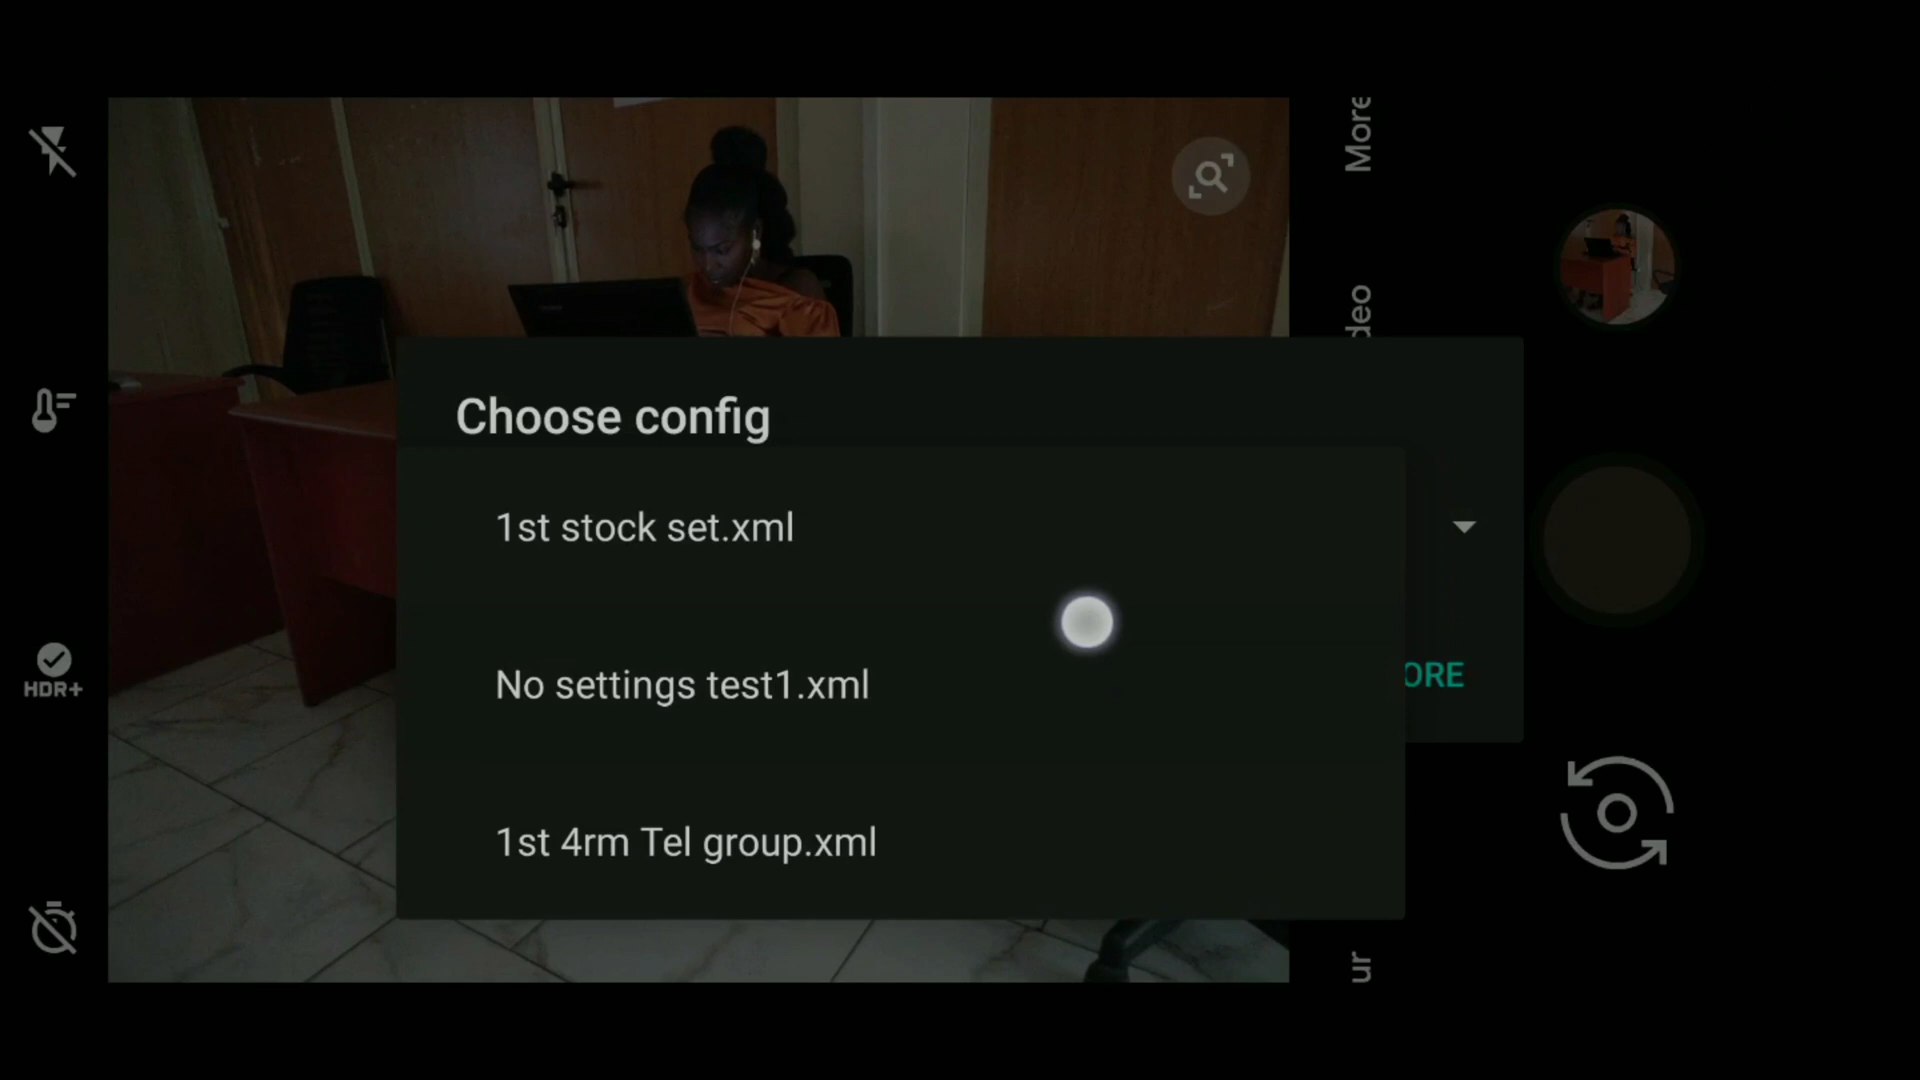 More
deo
Choose config
1st stock set.xml
No settings test1.xml
ORE
1st 4rm Tel group.xml
HDR+
ur